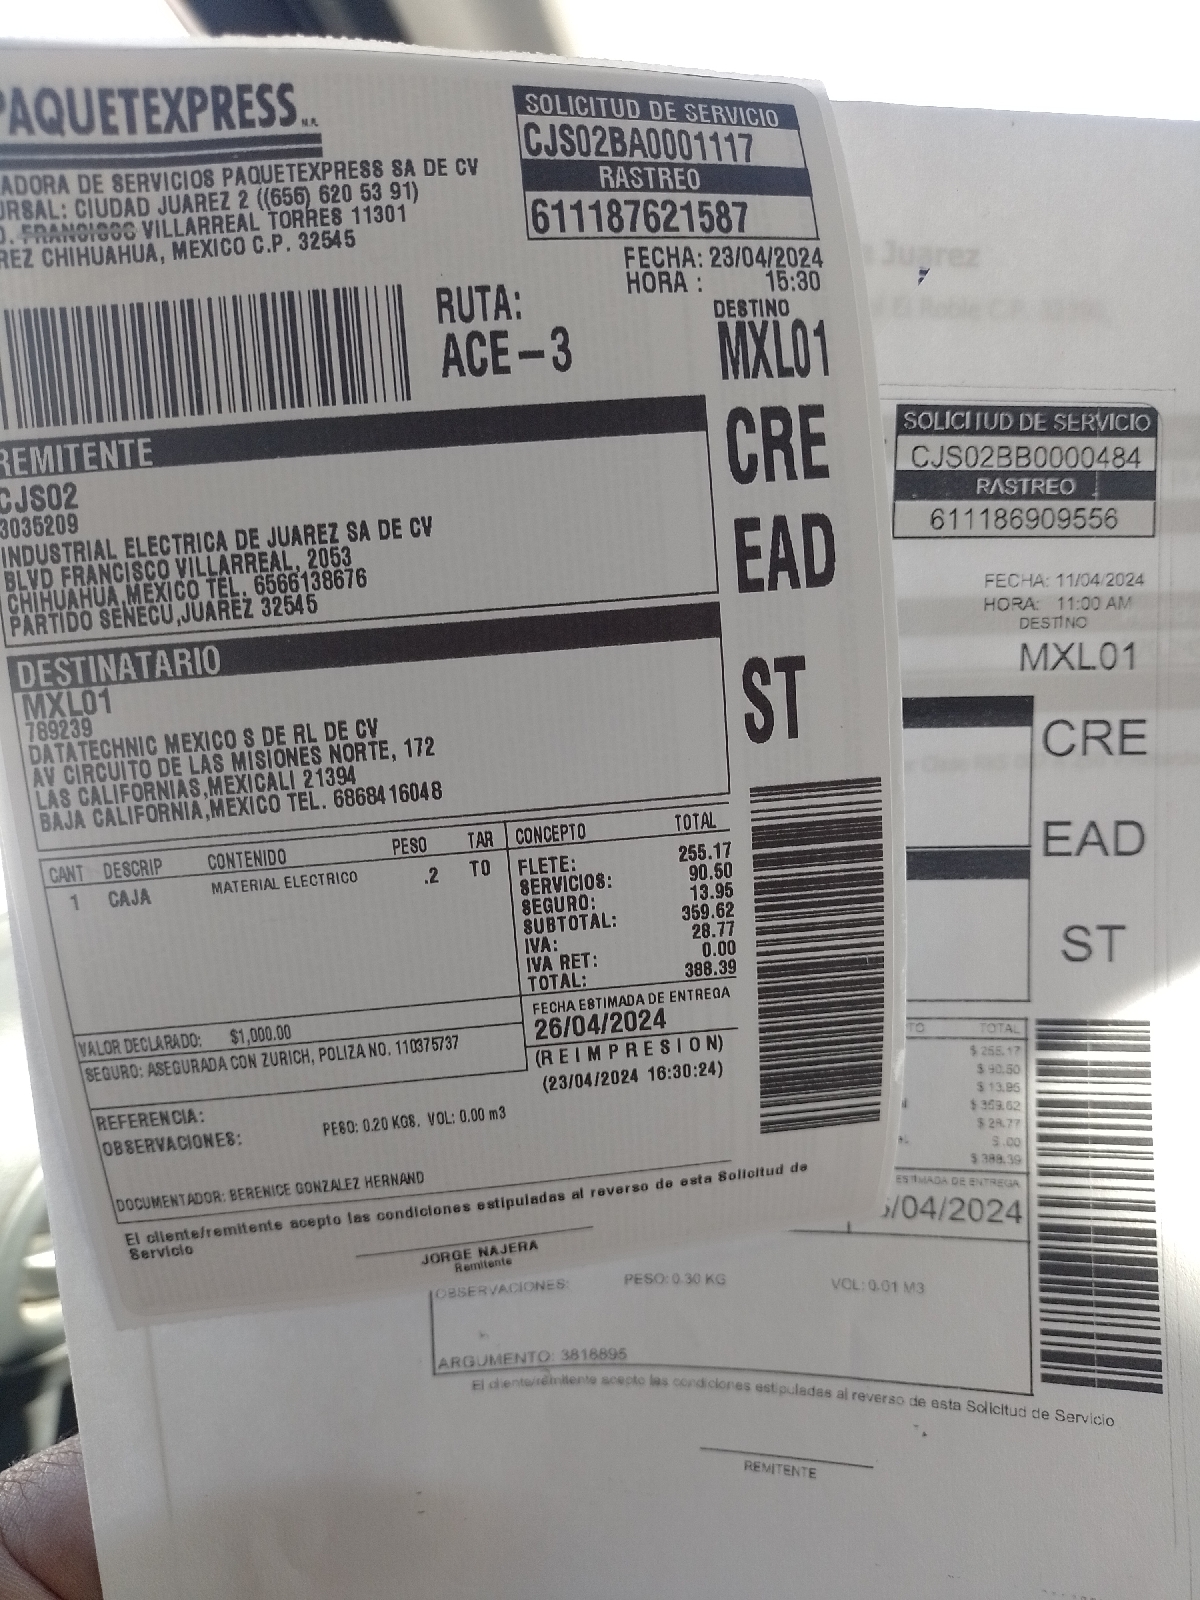 PAQUETEXPRESS M.R.
ADORA DE SERVICIOS PAQUETEXPRESS SA DE CV
URSAL: CIUDAD JUAREZ 2 ((656) 620 53 91)
. FRANCISCO VILLARREAL TORRES 11301
REZ CHIHUAHUA, MEXICO C.P. 32545
SOLICITUD DE SERVICIO
CJS02BA0001117
RASTREO
611187621587
FECHA: 23/04/2024
HORA : 15:30
RUTA:
ACE-3
DESTINO
MXL01
CRE
EAD
ST
REMITENTE
CJS02
3035209
INDUSTRIAL ELECTRICA DE JUAREZ SA DE CV
BLVD FRANCISCO VILLARREAL, 2053
CHIHUAHUA,MEXICO TEL. 6566138676
PARTIDO SENECU,JUAREZ 32545
DESTINATARIO
MXL01
789239
DATATECHNIC MEXICO S DE RL DE CV
AV CIRCUITO DE LAS MISIONES NORTE, 172
LAS CALIFORNIAS,MEXICALI 21394
BAJA CALIFORNIA,MEXICO TEL. 6868416048
CANT DESCRIP CONTENIDO PESO TAR
1 CAJA MATERIAL ELECTRICO .2 T0
CONCEPTO TOTAL
FLETE: 255.17
SERVICIOS: 90.50
SEGURO: 13.95
SUBTOTAL: 359.62
IVA: 28.77
IVA RET: 0.00
TOTAL: 388.39
FECHA ESTIMADA DE ENTREGA
26/04/2024
(REIMPRESION)
(23/04/2024 16:30:24)
VALOR DECLARADO: $1,000.00
SEGURO: ASEGURADA CON ZURICH, POLIZA NO. 110375737
REFERENCIA:
OBSERVACIONES: PESO: 0.20 KGS. VOL: 0.00 m3
DOCUMENTADOR: BERENICE GONZALEZ HERNAND
El cliente/remitente acepto las condiciones estipuladas al reverso de esta Solicitud de
Servicio
JORGE NAJERA
Remitente
Juarez
El Roble C.P.
SOLICITUD DE SERVICIO
CJS02BB0000484
RASTREO
611186909556
FECHA: 11/04/2024
HORA: 11:00 AM
DESTINO
MXL01
CRE
EAD
ST
TO TOTAL
$ 255.17
$ 90.50
$ 13.95
$ 359.62
$ 28.77
$ .00
$ 388.39
ESTIMADA DE ENTREGA
/04/2024
OBSERVACIONES: PESO: 0.30 KG VOL: 0.01 M3
ARGUMENTO: 3818895
El cliente/remitente acepto las condiciones estipuladas al reverso de esta Solicitud de Servicio
REMITENTE